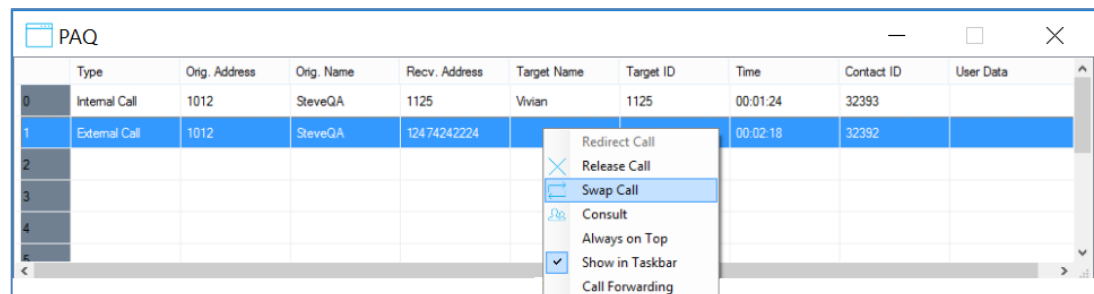 PAQ
Type Orig. Address Orig. Name Recv. Address Target Name Target ID Time Contact ID User Data
0 Internal Call 1012 SteveQA 1125 Vivian 1125 00:01:24 32393
1 External Call 1012 SteveQA 12474242224 00:02:18 32392
Redirect Call
2 Release Call
3 Swap Call
4 Consult
Always on Top
5 Show in Taskbar
Call Forwarding